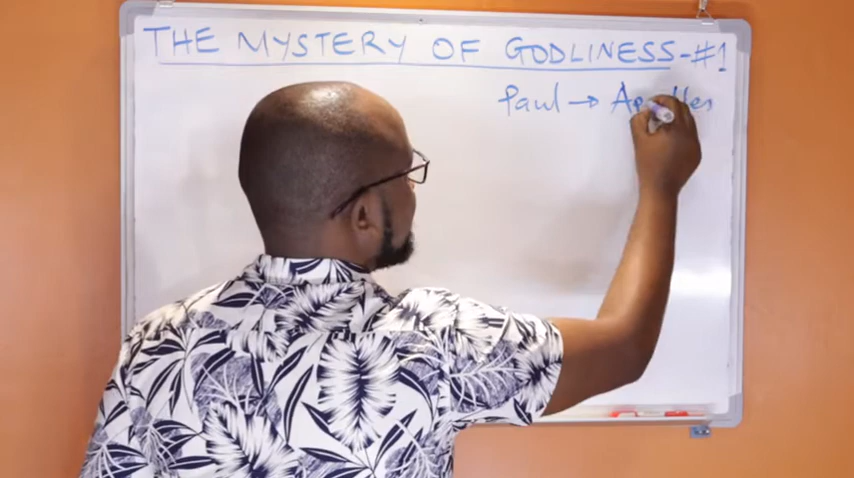 THE MYSTERY OF GODLINESS-#1
Paul →